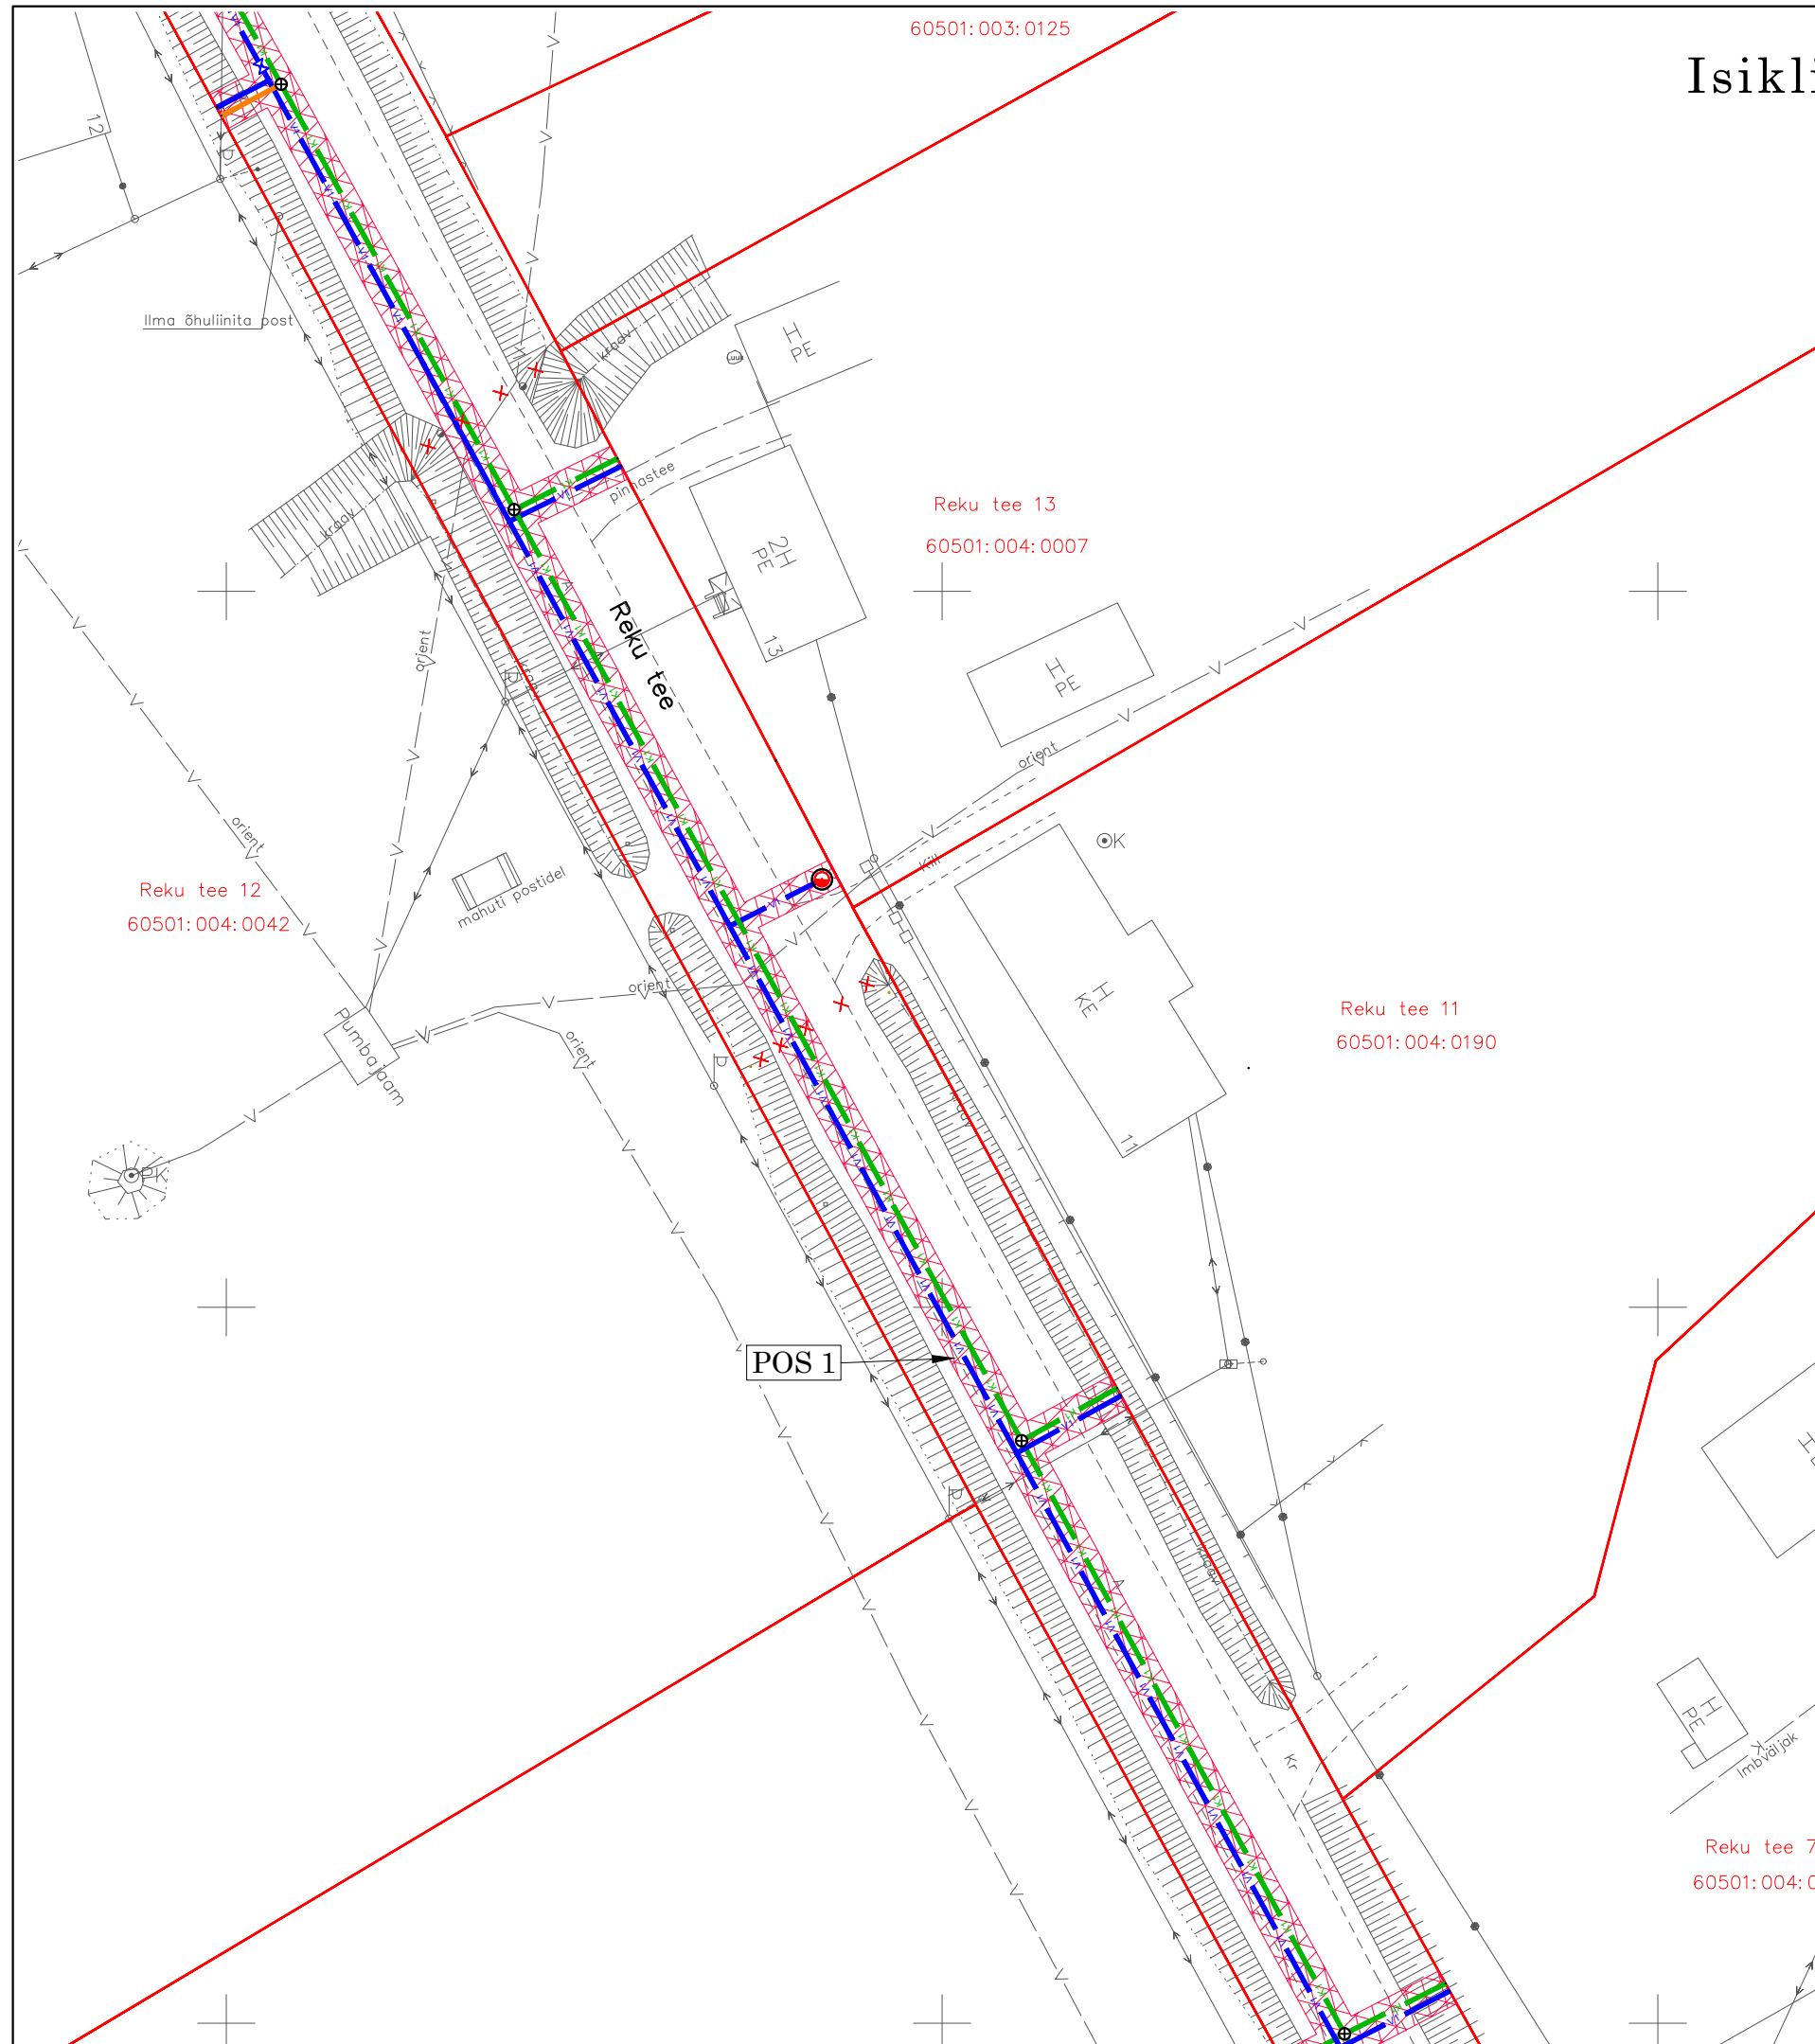 60501:003:0125
Isikli
12
P
Ilma õhuliinita post
kraav
H
PE
pinnastee
kraav
Reku tee 13
60501:004:0007
2H
PE
13
Reku tee
orient
P
H
PE
orient
orient
Reku tee 12
60501:004:0042
mahuti postidel
Kill
K
orient
H
KE
Reku tee 11
60501:004:0190
Pumbajaam
orient
P
11
PK
POS 1
P
kraav
Kr
H
PE
Imbväljak
Reku tee 7
60501:004:0